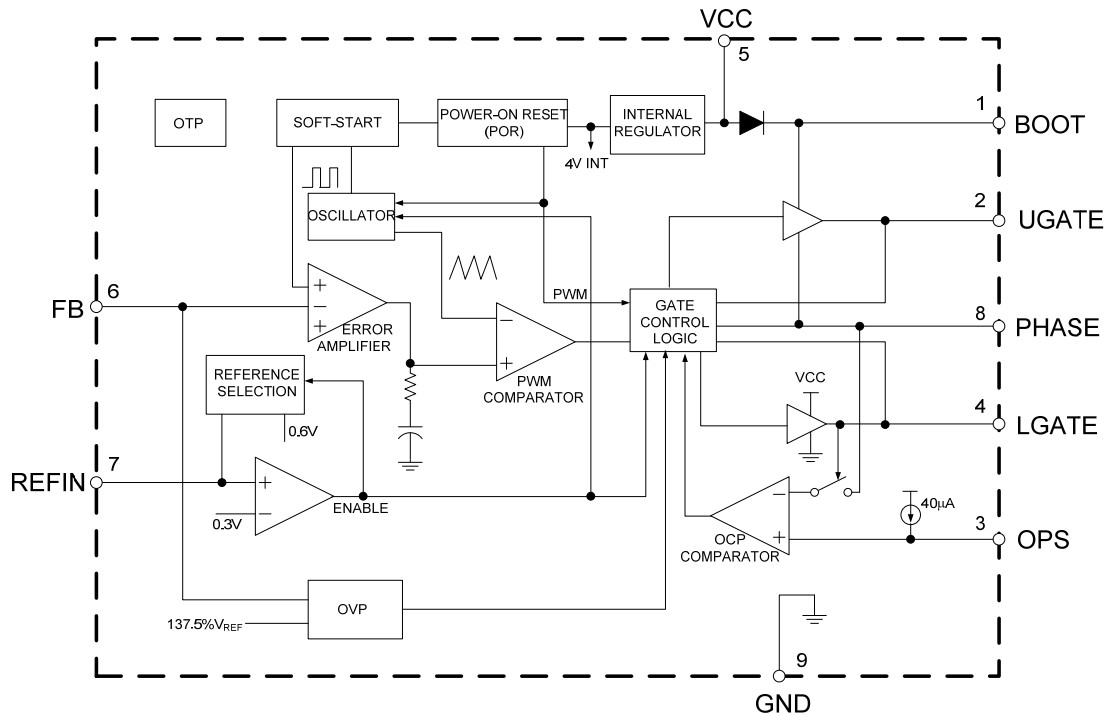 VCC
5
OTP
SOFT-START
POWER-ON RESET
(POR)
INTERNAL
REGULATOR
1
BOOT
4V INT
OSCILLATOR
2
UGATE
6
FB
+
−
+
ERROR
AMPLIFIER
PWM
−
+
PWM
COMPARATOR
GATE
CONTROL
LOGIC
8
PHASE
REFERENCE
SELECTION
0.6V
VCC
4
LGATE
7
REFIN
+
0.3V
−
ENABLE
−
+
OCP
COMPARATOR
40µA
3
OPS
OVP
137.5%VREF
9
GND